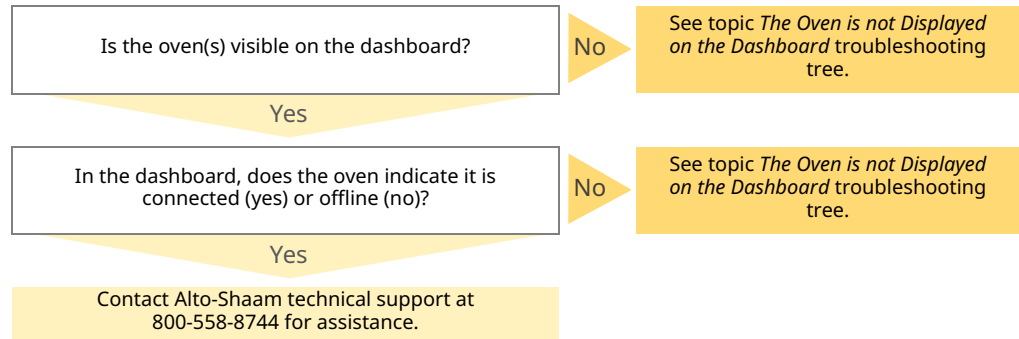 Is the oven(s) visible on the dashboard?
No
See topic The Oven is not Displayed
on the Dashboard troubleshooting
tree.
Yes
In the dashboard, does the oven indicate it is
connected (yes) or offline (no)?
No
See topic The Oven is not Displayed
on the Dashboard troubleshooting
tree.
Yes
Contact Alto-Shaam technical support at
800-558-8744 for assistance.